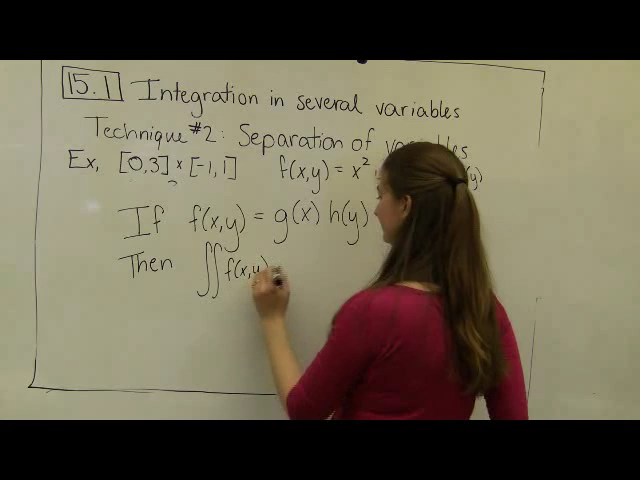 15.1 Integration in several variables
Technique #2: Separation of variables
Ex, [0,3] × [-1,1] f(x,y) = x²
If f(x,y) = g(x) h(y)
Then ∬ f(x,y)